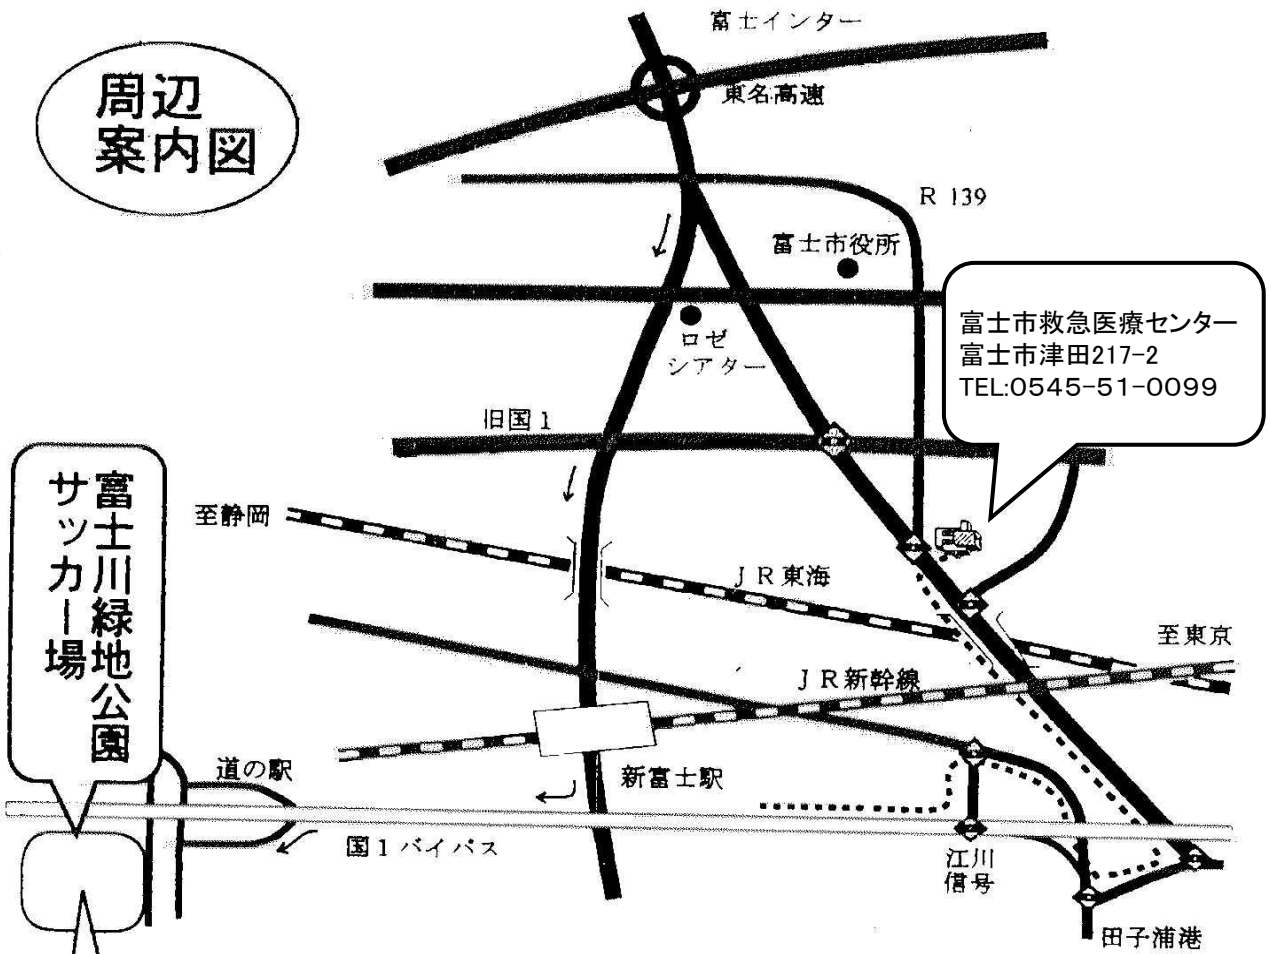 富士インター
周辺
案内図
東名高速
R 139
富士市役所
富士市救急医療センター
富士市津田217-2
TEL:0545-51-0099
ロゼ
シアター
旧国1
富士川緑地公園
サッカー場
至静岡
JR東海
至東京
JR新幹線
道の駅
新富士駅
国1バイパス
江川
信号
田子浦港